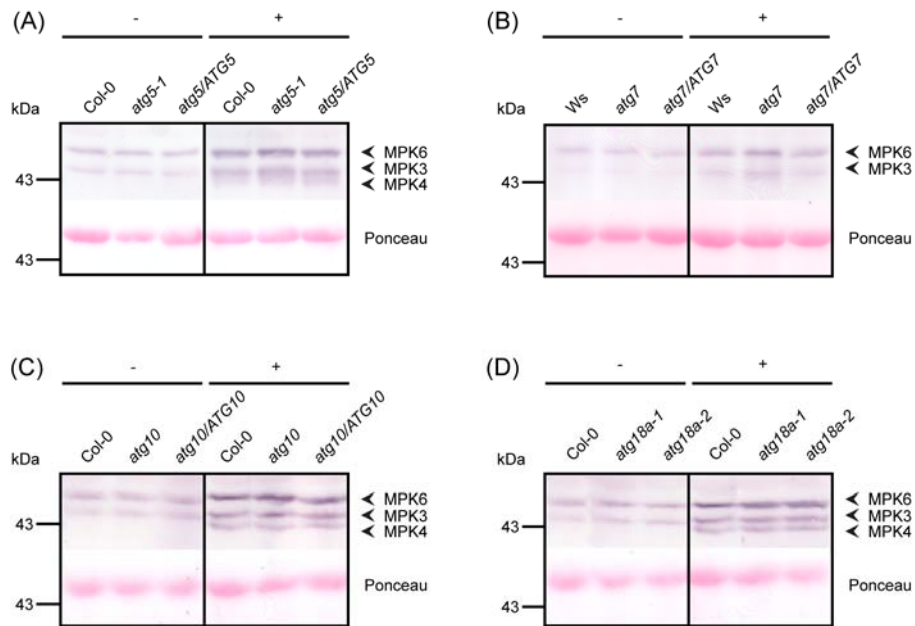 (A)
- +
Col-0 atg5-1 atg5/ATG5 Col-0 atg5-1 atg5/ATG5
kDa
MPK6
MPK3
43
MPK4
Ponceau
43
(B)
- +
Ws atg7 atg7/ATG7 Ws atg7 atg7/ATG7
kDa
MPK6
MPK3
43
Ponceau
43
(C)
- +
Col-0 atg10 atg10/ATG10 Col-0 atg10 atg10/ATG10
kDa
MPK6
MPK3
43
MPK4
Ponceau
43
(D)
- +
Col-0 atg18a-1 atg18a-2 Col-0 atg18a-1 atg18a-2
kDa
MPK6
MPK3
43
MPK4
Ponceau
43